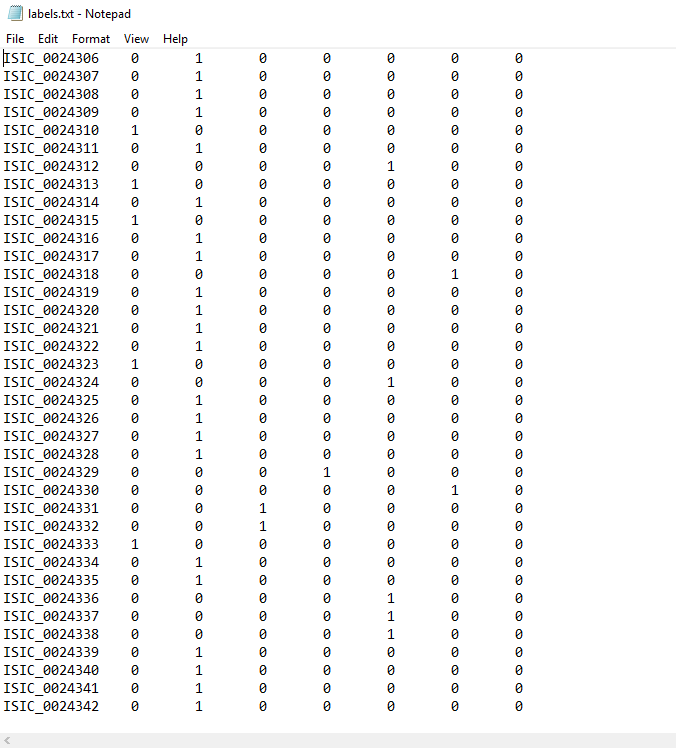 labels.txt - Notepad
File Edit Format View Help
ISIC_0024306 0 1 0 0 0 0 0
ISIC_0024307 0 1 0 0 0 0 0
ISIC_0024308 0 1 0 0 0 0 0
ISIC_0024309 0 1 0 0 0 0 0
ISIC_0024310 1 0 0 0 0 0 0
ISIC_0024311 0 1 0 0 0 0 0
ISIC_0024312 0 0 0 0 1 0 0
ISIC_0024313 1 0 0 0 0 0 0
ISIC_0024314 0 1 0 0 0 0 0
ISIC_0024315 1 0 0 0 0 0 0
ISIC_0024316 0 1 0 0 0 0 0
ISIC_0024317 0 1 0 0 0 0 0
ISIC_0024318 0 0 0 0 0 1 0
ISIC_0024319 0 1 0 0 0 0 0
ISIC_0024320 0 1 0 0 0 0 0
ISIC_0024321 0 1 0 0 0 0 0
ISIC_0024322 0 1 0 0 0 0 0
ISIC_0024323 1 0 0 0 0 0 0
ISIC_0024324 0 0 0 0 1 0 0
ISIC_0024325 0 1 0 0 0 0 0
ISIC_0024326 0 1 0 0 0 0 0
ISIC_0024327 0 1 0 0 0 0 0
ISIC_0024328 0 1 0 0 0 0 0
ISIC_0024329 0 0 0 1 0 0 0
ISIC_0024330 0 0 0 0 0 1 0
ISIC_0024331 0 0 1 0 0 0 0
ISIC_0024332 0 0 1 0 0 0 0
ISIC_0024333 1 0 0 0 0 0 0
ISIC_0024334 0 1 0 0 0 0 0
ISIC_0024335 0 1 0 0 0 0 0
ISIC_0024336 0 0 0 0 1 0 0
ISIC_0024337 0 0 0 0 1 0 0
ISIC_0024338 0 0 0 0 1 0 0
ISIC_0024339 0 1 0 0 0 0 0
ISIC_0024340 0 1 0 0 0 0 0
ISIC_0024341 0 1 0 0 0 0 0
ISIC_0024342 0 1 0 0 0 0 0